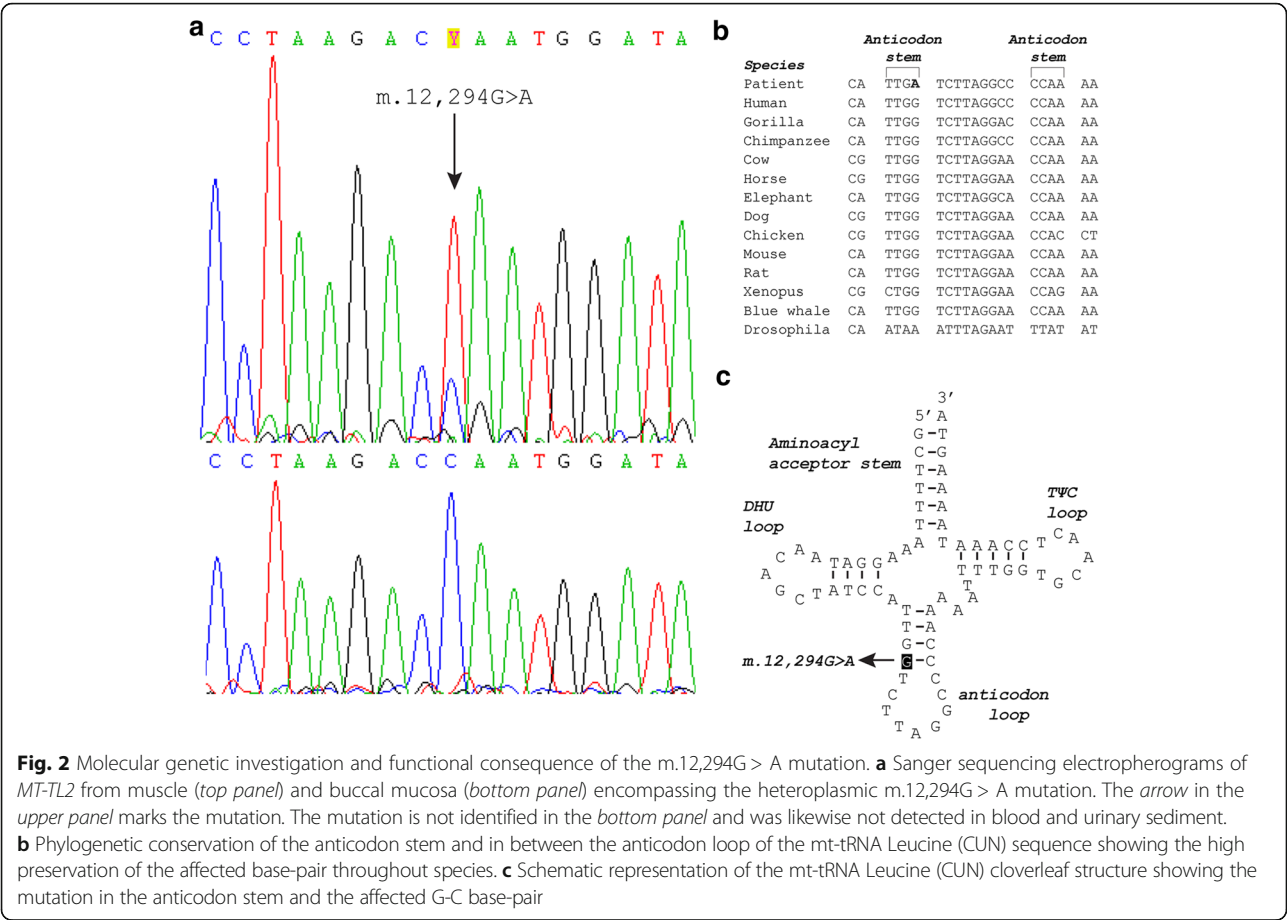 a
C C T A A G A C Y A A T G G A T A
m.12,294G>A
C C T A A G A C C A A T G G A T A
b
Anticodon stem Anticodon stem
Species
Patient CA TTGA TCTTAGGCC CCAA AA
Human CA TTGG TCTTAGGCC CCAA AA
Gorilla CA TTGG TCTTAGGAC CCAA AA
Chimpanzee CA TTGG TCTTAGGCC CCAA AA
Cow CG TTGG TCTTAGGAA CCAA AA
Horse CG TTGG TCTTAGGAA CCAA AA
Elephant CA TTGG TCTTAGGCA CCAA AA
Dog CG TTGG TCTTAGGAA CCAA AA
Chicken CG TTGG TCTTAGGAA CCAC CT
Mouse CA TTGG TCTTAGGAA CCAA AA
Rat CA TTGG TCTTAGGAA CCAA AA
Xenopus CG CTGG TCTTAGGAA CCAG AA
Blue whale CA TTGG TCTTAGGAA CCAA AA
Drosophila CA ATAA ATTTAGAAT TTAT AT
c
3′
5′ A
G-T
C-G
T-A
T-A
T-A
T-A
Aminoacyl
acceptor stem
DHU
loop
TΨC
loop
A C A A T A G G A A A T A A A C C T C A A
A G C T A T C C A T T T G G T G C
T-A A A A T
T-A
G-C
m.12,294G>A G-C
T C
C C
T G
T A G
anticodon
loop
Fig. 2 Molecular genetic investigation and functional consequence of the m.12,294G > A mutation. a Sanger sequencing electropherograms of
MT-TL2 from muscle (top panel) and buccal mucosa (bottom panel) encompassing the heteroplasmic m.12,294G > A mutation. The arrow in the
upper panel marks the mutation. The mutation is not identified in the bottom panel and was likewise not detected in blood and urinary sediment.
b Phylogenetic conservation of the anticodon stem and in between the anticodon loop of the mt-tRNA Leucine (CUN) sequence showing the high
preservation of the affected base-pair throughout species. c Schematic representation of the mt-tRNA Leucine (CUN) cloverleaf structure showing the
mutation in the anticodon stem and the affected G-C base-pair